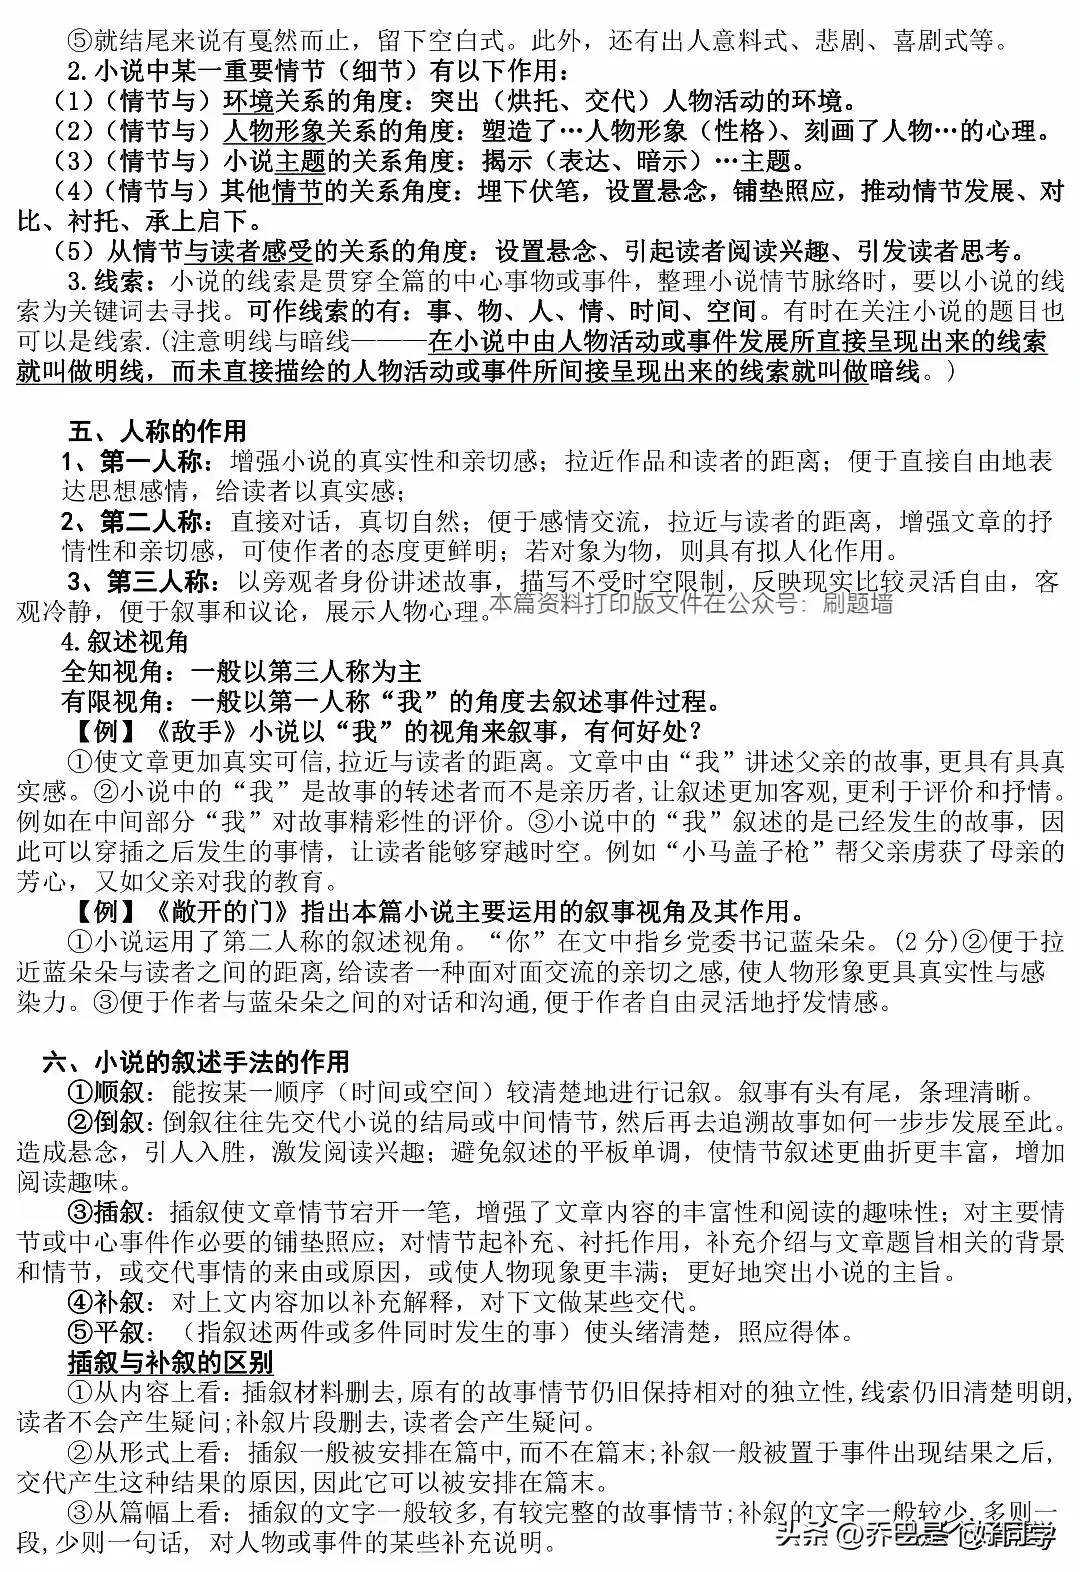 ⑤就结尾来说有戛然而止，留下空白式。此外，还有出人意料式、悲剧、喜剧式等。
2.小说中某一重要情节（细节）有以下作用：
（1）（情节与）环境关系的角度：突出（烘托、交代）人物活动的环境。
（2）（情节与）人物形象关系的角度：塑造了…人物形象（性格）、刻画了人物…的心理。
（3）（情节与）小说主题的关系角度：揭示（表达、暗示）…主题。
（4）（情节与）其他情节的关系角度：埋下伏笔，设置悬念，铺垫照应，推动情节发展、对
比、衬托、承上启下。
（5）从情节与读者感受的关系的角度：设置悬念、引起读者阅读兴趣、引发读者思考。
3.线索：小说的线索是贯穿全篇的中心事物或事件，整理小说情节脉络时，要以小说的线
索为关键词去寻找。可作线索的有：事、物、人、情、时间、空间。有时在关注小说的题目也
可以是线索.(注意明线与暗线————在小说中由人物活动或事件发展所直接呈现出来的线索
就叫做明线，而未直接描绘的人物活动或事件所间接呈现出来的线索就叫做暗线。)
五、人称的作用
1、第一人称：增强小说的真实性和亲切感；拉近作品和读者的距离；便于直接自由地表
达思想感情，给读者以真实感；
2、第二人称：直接对话，真切自然；便于感情交流，拉近与读者的距离，增强文章的抒
情性和亲切感，可使作者的态度更鲜明；若对象为物，则具有拟人化作用。
3、第三人称：以旁观者身份讲述故事，描写不受时空限制，反映现实比较灵活自由，客
观冷静，便于叙事和议论，展示人物心理。
本篇资料打印版文件在公众号：刷题墙
4.叙述视角
全知视角：一般以第三人称为主
有限视角：一般以第一人称“我”的角度去叙述事件过程。
【例】《敌手》小说以“我”的视角来叙事，有何好处？
①使文章更加真实可信,拉近与读者的距离。文章中由“我”讲述父亲的故事,更具有具真
实感。②小说中的“我”是故事的转述者而不是亲历者,让叙述更加客观,更利于评价和抒情。
例如在中间部分“我”对故事精彩性的评价。③小说中的“我”叙述的是已经发生的故事，因
此可以穿插之后发生的事情，让读者能够穿越时空。例如“小马盖子枪”帮父亲虏获了母亲的
芳心，又如父亲对我的教育。
【例】《敞开的门》指出本篇小说主要运用的叙事视角及其作用。
①小说运用了第二人称的叙述视角。“你”在文中指乡党委书记蓝朵朵。(2分)②便于拉
近蓝朵朵与读者之间的距离,给读者一种面对面交流的亲切之感,使人物形象更具真实性与感
染力。③便于作者与蓝朵朵之间的对话和沟通,便于作者自由灵活地抒发情感。
六、小说的叙述手法的作用
①顺叙：能按某一顺序（时间或空间）较清楚地进行记叙。叙事有头有尾，条理清晰。
②倒叙：倒叙往往先交代小说的结局或中间情节,然后再去追溯故事如何一步步发展至此。
造成悬念，引人入胜，激发阅读兴趣；避免叙述的平板单调，使情节叙述更曲折更丰富，增加
阅读趣味。
③插叙：插叙使文章情节宕开一笔，增强了文章内容的丰富性和阅读的趣味性；对主要情
节或中心事件作必要的铺垫照应；对情节起补充、衬托作用，补充介绍与文章题旨相关的背景
和情节，或交代事情的来由或原因，或使人物现象更丰满；更好地突出小说的主旨。
④补叙：对上文内容加以补充解释，对下文做某些交代。
⑤平叙：（指叙述两件或多件同时发生的事）使头绪清楚，照应得体。
插叙与补叙的区别
①从内容上看：插叙材料删去,原有的故事情节仍旧保持相对的独立性,线索仍旧清楚明朗,
读者不会产生疑问;补叙片段删去,读者会产生疑问。
②从形式上看：插叙一般被安排在篇中,而不在篇末;补叙一般被置于事件出现结果之后,
交代产生这种结果的原因,因此它可以被安排在篇末。
③从篇幅上看：插叙的文字一般较多,有较完整的故事情节;补叙的文字一般较少,多则一
段,少则一句话, 对人物或事件的某些补充说明。
头条 @乔巴是个好同学